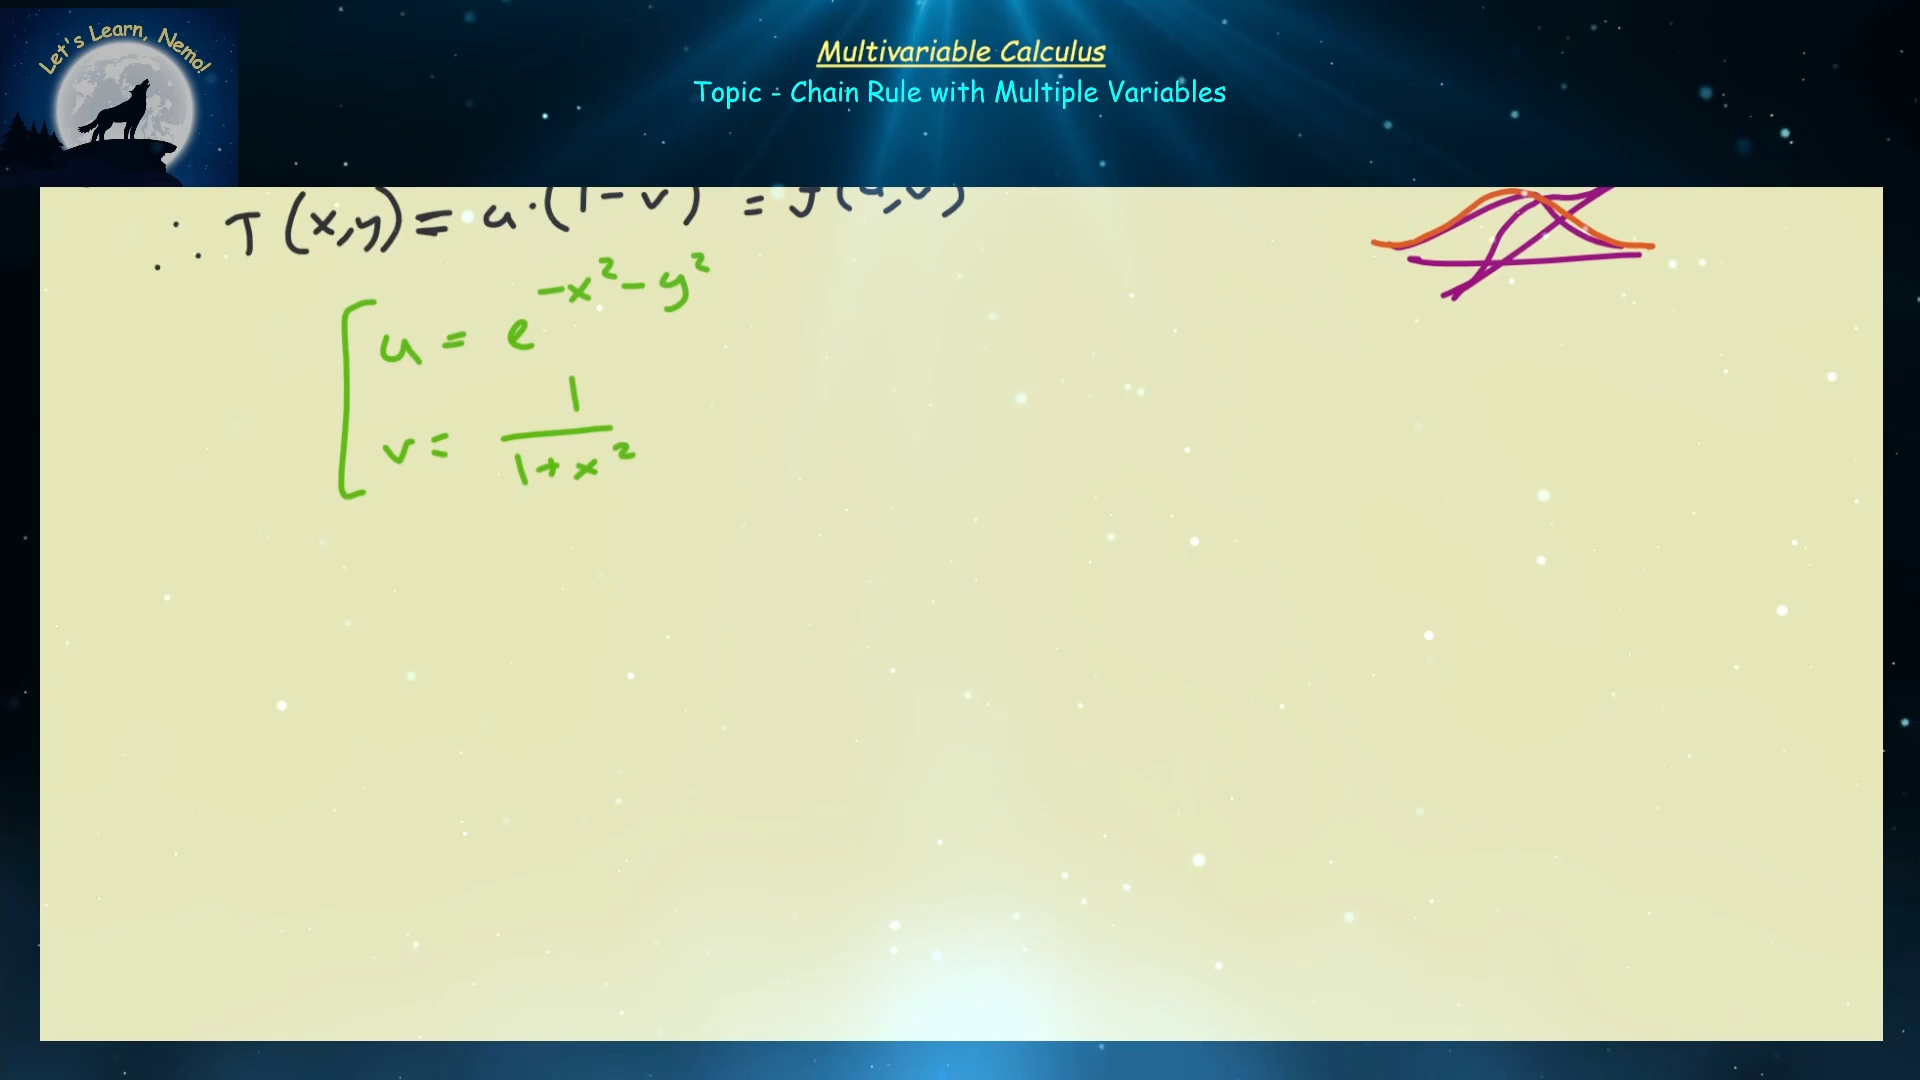 Let's Learn, Nemo!
Multivariable Calculus
Topic - Chain Rule with Multiple Variables
∴ T(x,y) = u·(1-v) = f(u,v)
u = e^{-x²-y²}
v = 1/(1+x²)